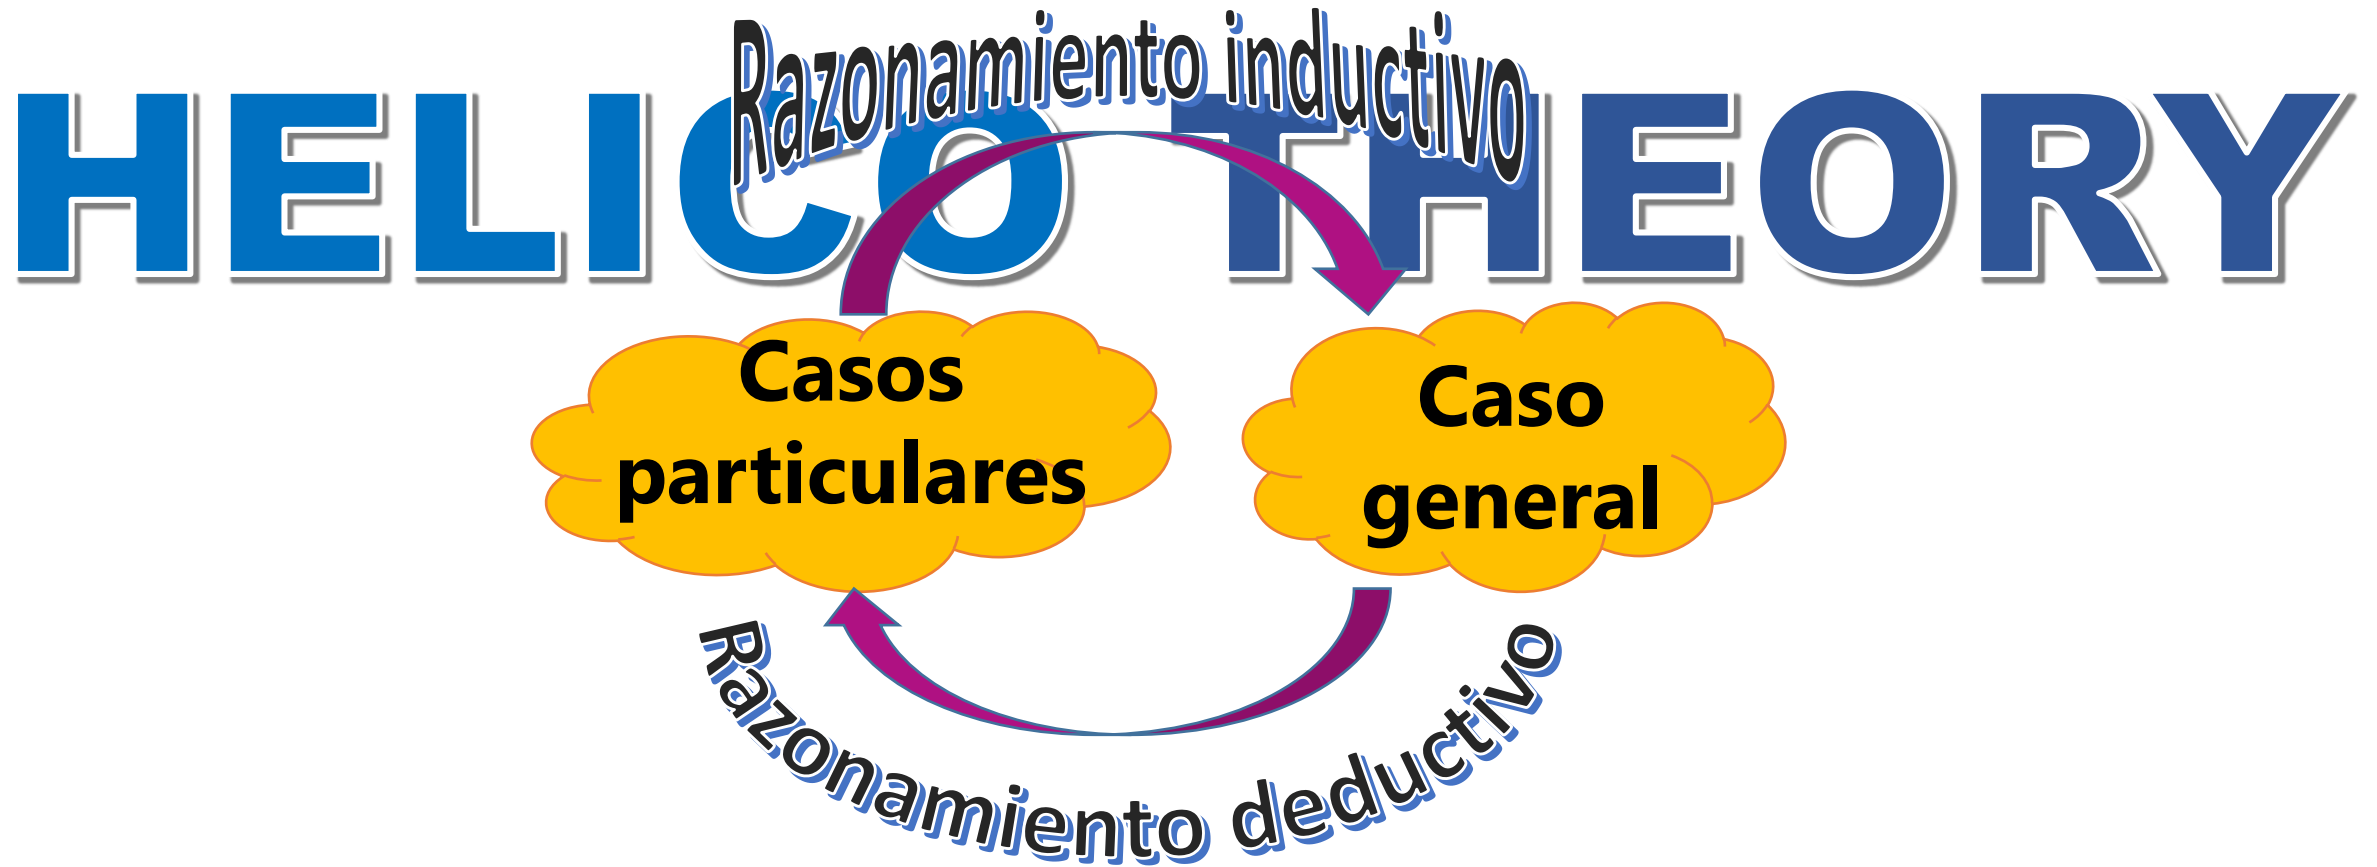 Razonamiento inductivo
HELICO THEORY
Casos
particulares
Caso
general
Razonamiento deductivo